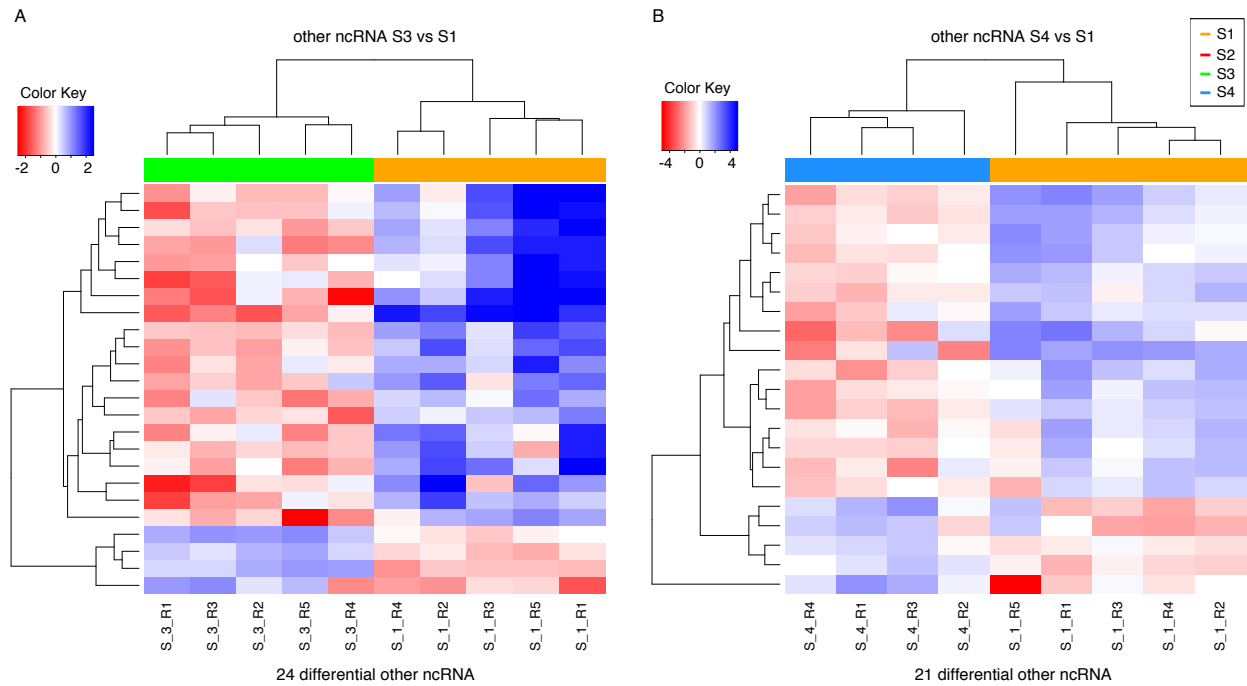 A
other ncRNA S3 vs S1
Color Key
-2 0 2
S_3_R1
S_3_R3
S_3_R2
S_3_R5
S_3_R4
S_1_R4
S_1_R2
S_1_R3
S_1_R5
S_1_R1
24 differential other ncRNA
B
other ncRNA S4 vs S1
S1
S2
S3
S4
Color Key
-4 0 4
S_4_R4
S_4_R1
S_4_R3
S_4_R2
S_1_R5
S_1_R1
S_1_R3
S_1_R4
S_1_R2
21 differential other ncRNA